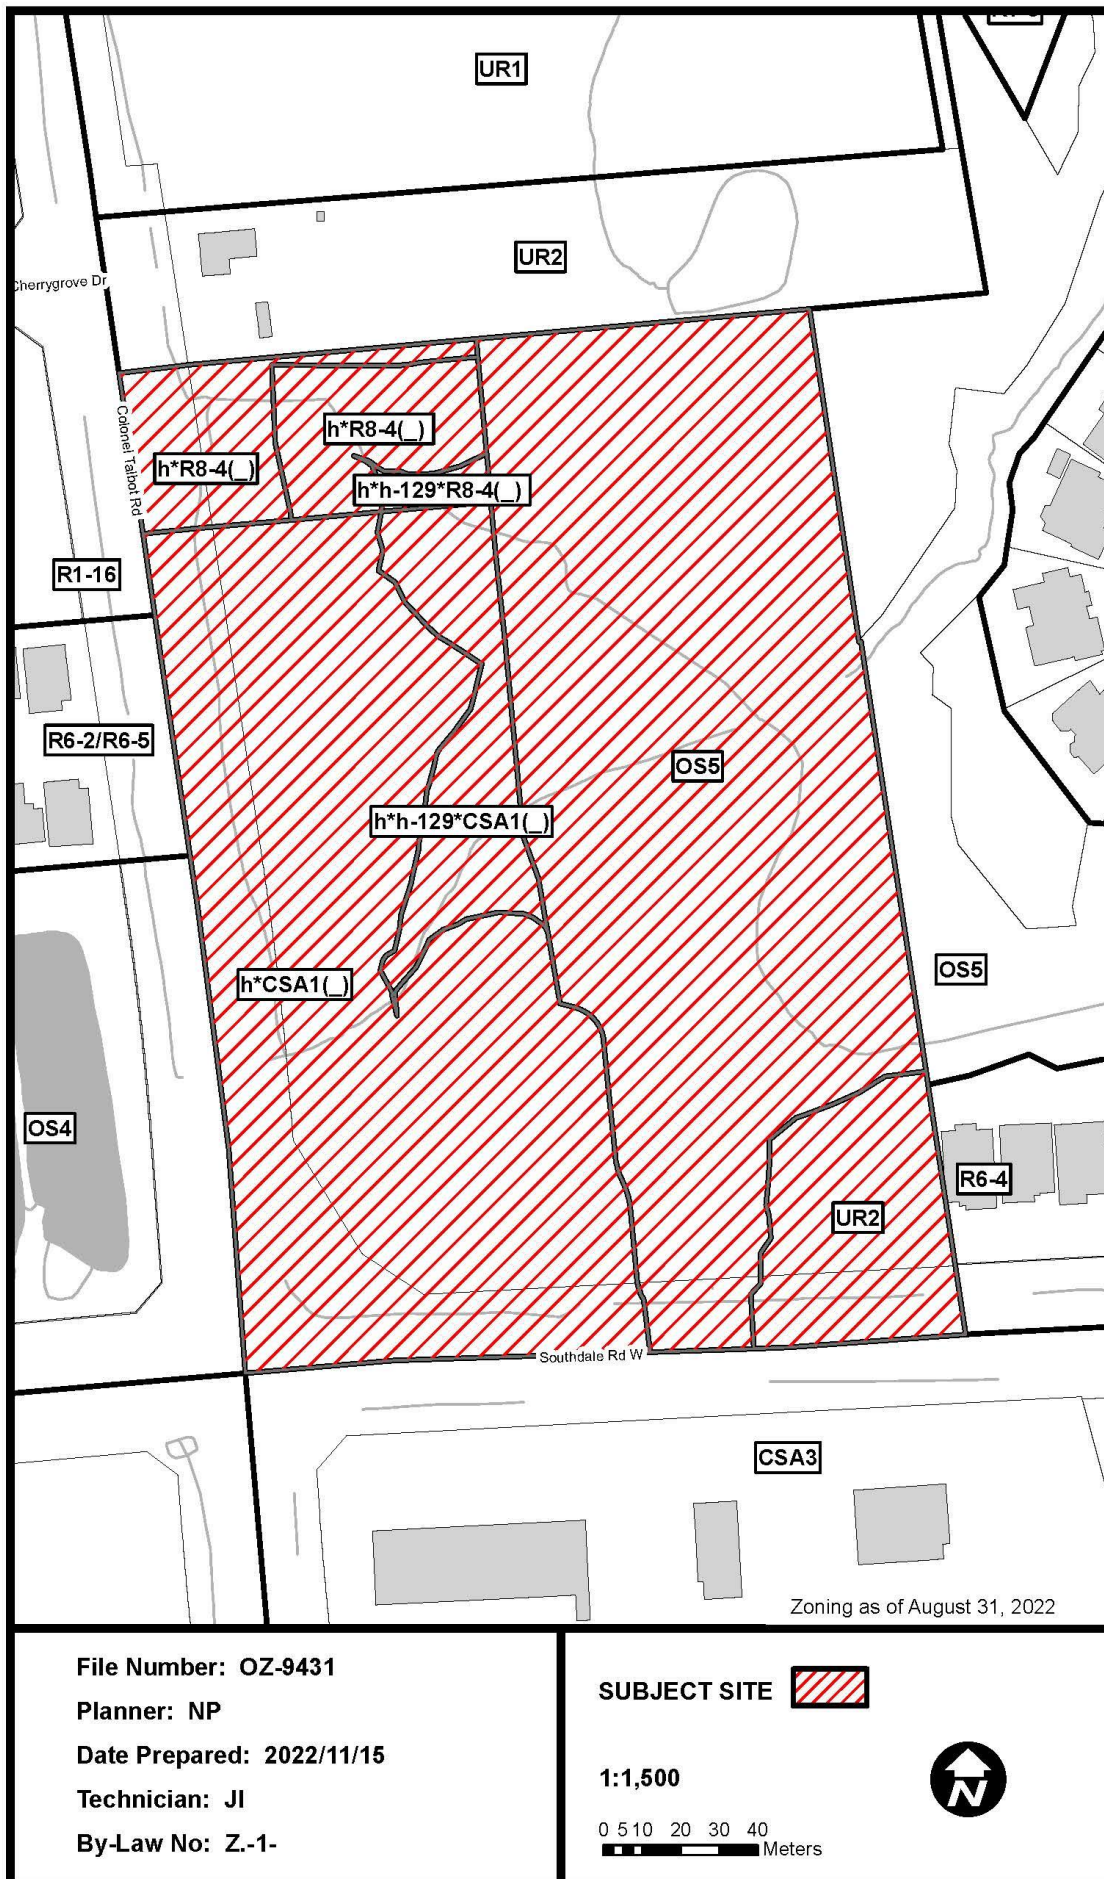 UR1
UR2
Cherrygrove Dr
h*R8-4(_)
Colonel Talbot Rd
h*R8-4(_)
h*h-129*R8-4(_)
R1-16
R6-2/R6-5
OS5
h*h-129*CSA1(_)
h*CSA1(_)
OS5
OS4
R6-4
UR2
Southdale Rd W
CSA3
Zoning as of August 31, 2022
File Number: OZ-9431
Planner: NP
Date Prepared: 2022/11/15
Technician: JI
By-Law No: Z.-1-
SUBJECT SITE
1:1,500
N
0 5 10 20 30 40
Meters